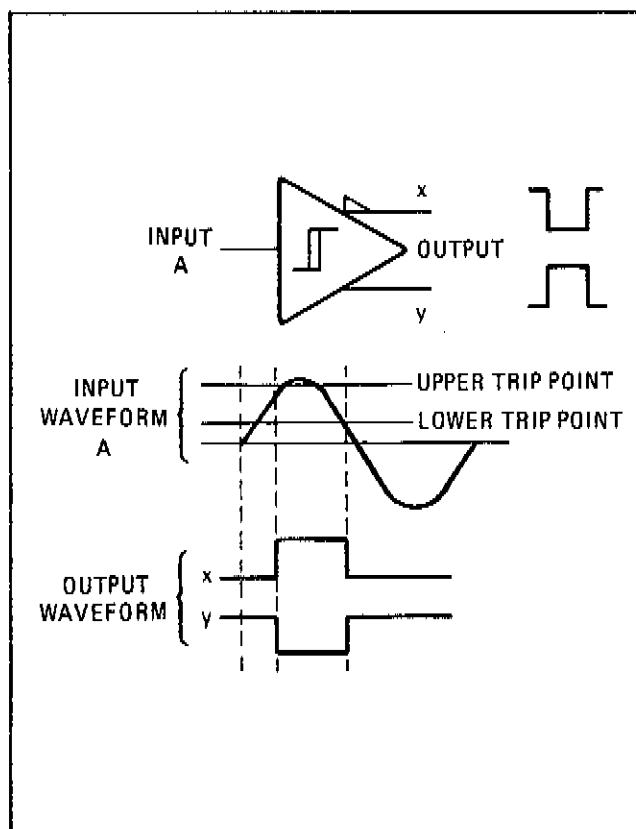 x
INPUT
A
OUTPUT
y
INPUT
WAVEFORM
A
UPPER TRIP POINT
LOWER TRIP POINT
OUTPUT
WAVEFORM
x
y